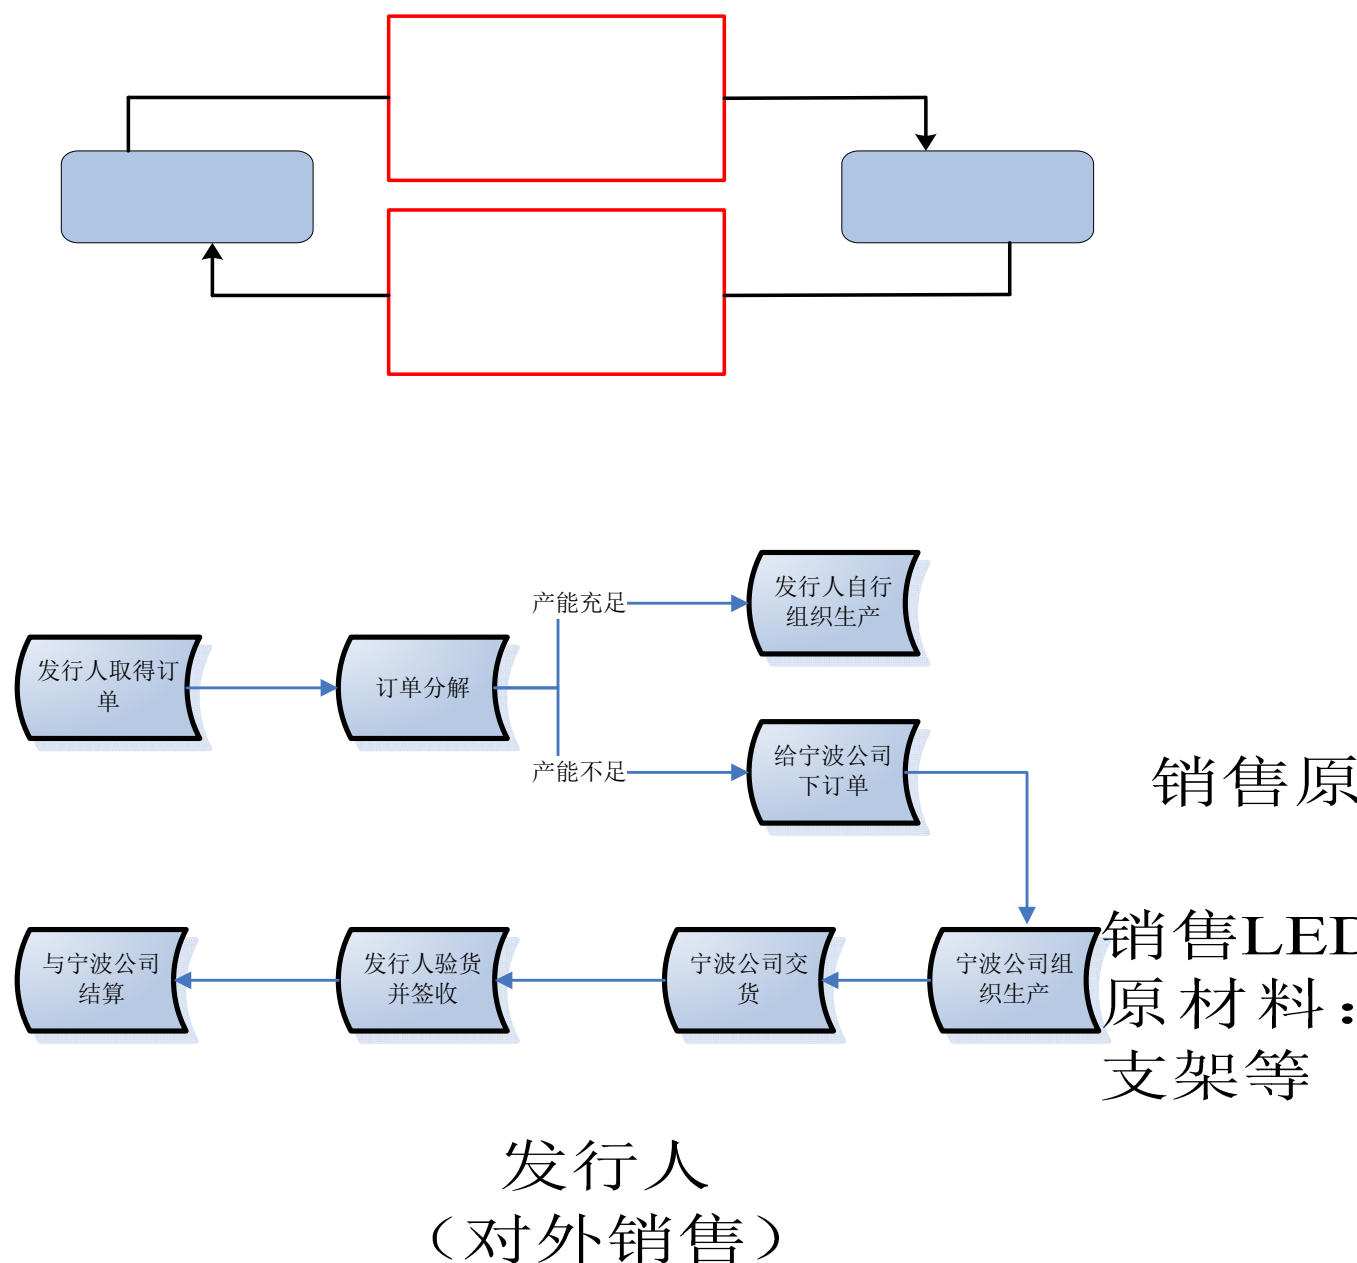 产能充足
发行人自行
组织生产
发行人取得订
单
订单分解
产能不足
给宁波公司
下订单
销售原
与宁波公司
结算
发行人验货
并签收
宁波公司交
货
宁波公司组
织生产
销售LED
原材料：
支架等
发行人
（对外销售）